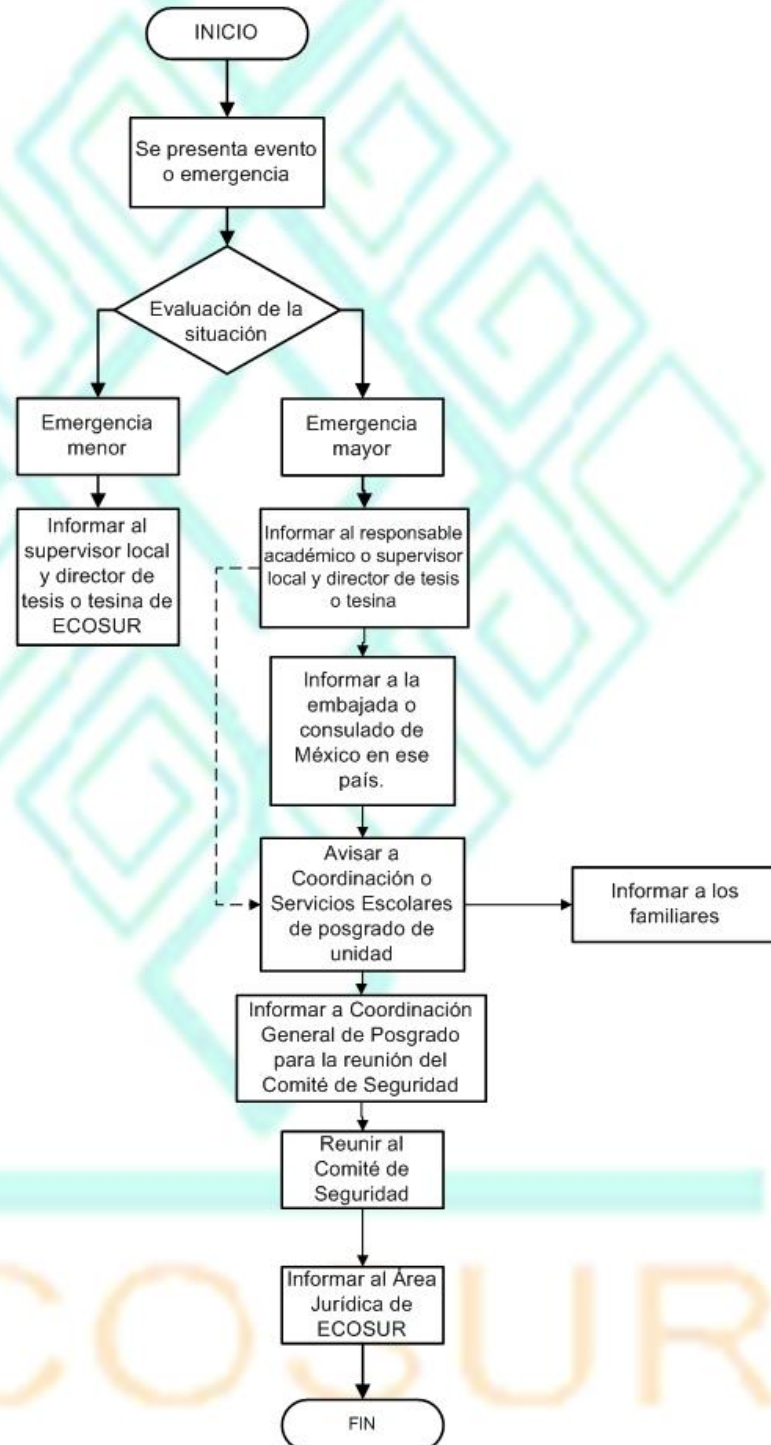 INICIO
Se presenta evento
o emergencia
Evaluación de la
situación
Emergencia
menor
Emergencia
mayor
Informar al
supervisor local
y director de
tesis o tesina de
ECOSUR
Informar al responsable
académico o supervisor
local y director de tesis
o tesina
Informar a la
embajada o
consulado de
México en ese
país.
Avisar a
Coordinación o
Servicios Escolares
de posgrado de
unidad
Informar a los
familiares
Informar a Coordinación
General de Posgrado
para la reunión del
Comité de Seguridad
Reunir al
Comité de
Seguridad
Informar al Área
Jurídica de
ECOSUR
FIN
COSUR